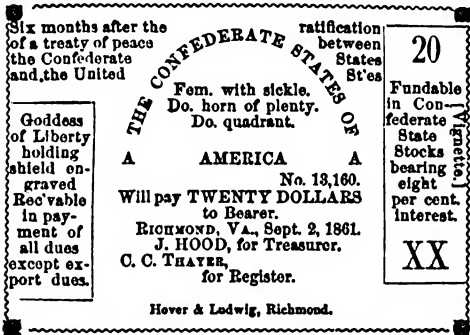 Six months after the
of a treaty of peace
the Confederate
and the United
ratification
between
States
St'es
THE CONFEDERATE STATES OF
Fem. with sickle.
Do. horn of plenty.
Do. quadrant.
A AMERICA A
Goddess
of Liberty
holding
shield en-
graved
Rec'vable
in pay-
ment of
all dues
except ex-
port dues.
No. 13,160.
Will pay TWENTY DOLLARS
to Bearer.
RICHMOND, VA., Sept. 2, 1861.
J. HOOD, for Treasurer.
C. C. THAYER,
for Register.
20
Fundable
in Con-
federate
State
Stocks
bearing
eight
per cent.
interest.
[Vignette.]
XX
Hoyer & Ludwig, Richmond.